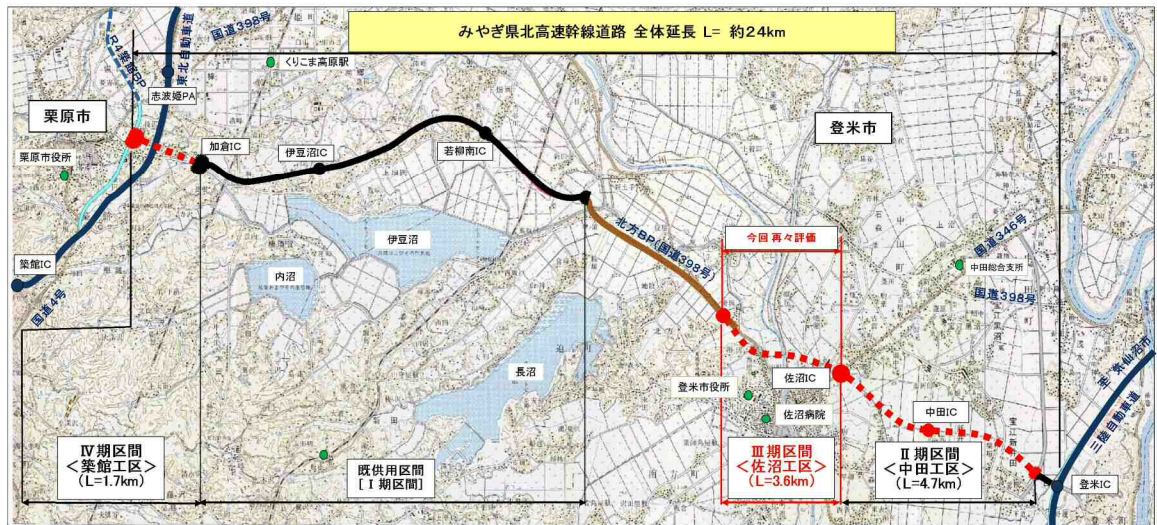 みやぎ県北高速幹線道路 全体延長 L= 約24km
R4築館BP
東北自動車道
国道398号
くりこま高原駅
志波姫PA
栗原市
登米市
栗原市役所
加倉IC
伊豆沼IC
若柳南IC
伊豆沼
内沼
北方BP(国道398号)
今回 再々評価
国道346号
中田総合支所
国道398号
築館IC
国道4号
長沼
登米市役所
佐沼IC
佐沼病院
中田IC
至 気仙沼市
三陸自動車道
登米IC
Ⅳ期区間
<築館工区>
(L=1.7km)
既供用区間
[Ⅰ期区間]
Ⅲ期区間
<佐沼工区>
(L=3.6km)
Ⅱ期区間
<中田工区>
(L=4.7km)